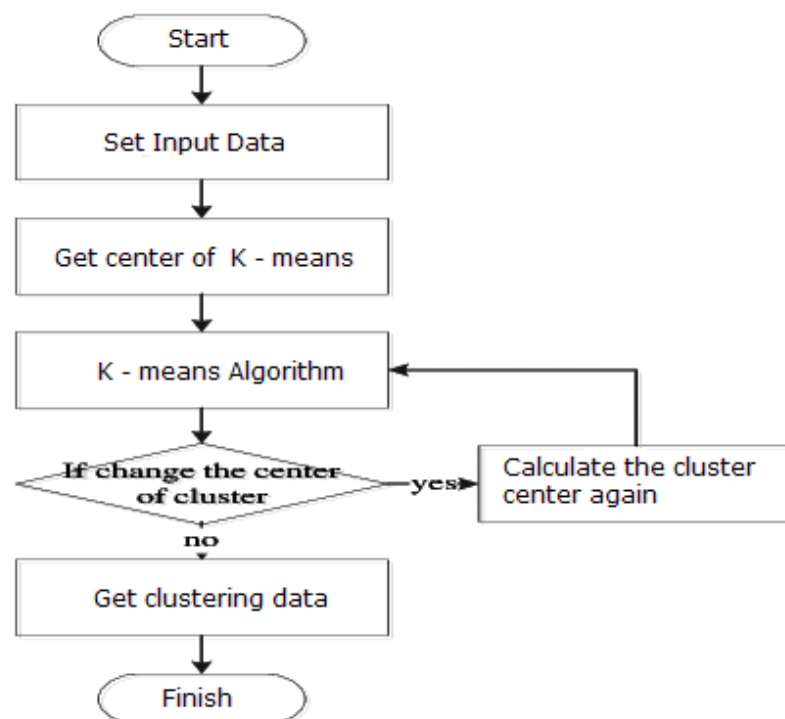 Start
Set Input Data
Get center of K - means
K - means Algorithm
If change the center
of cluster
yes
Calculate the cluster
center again
no
Get clustering data
Finish